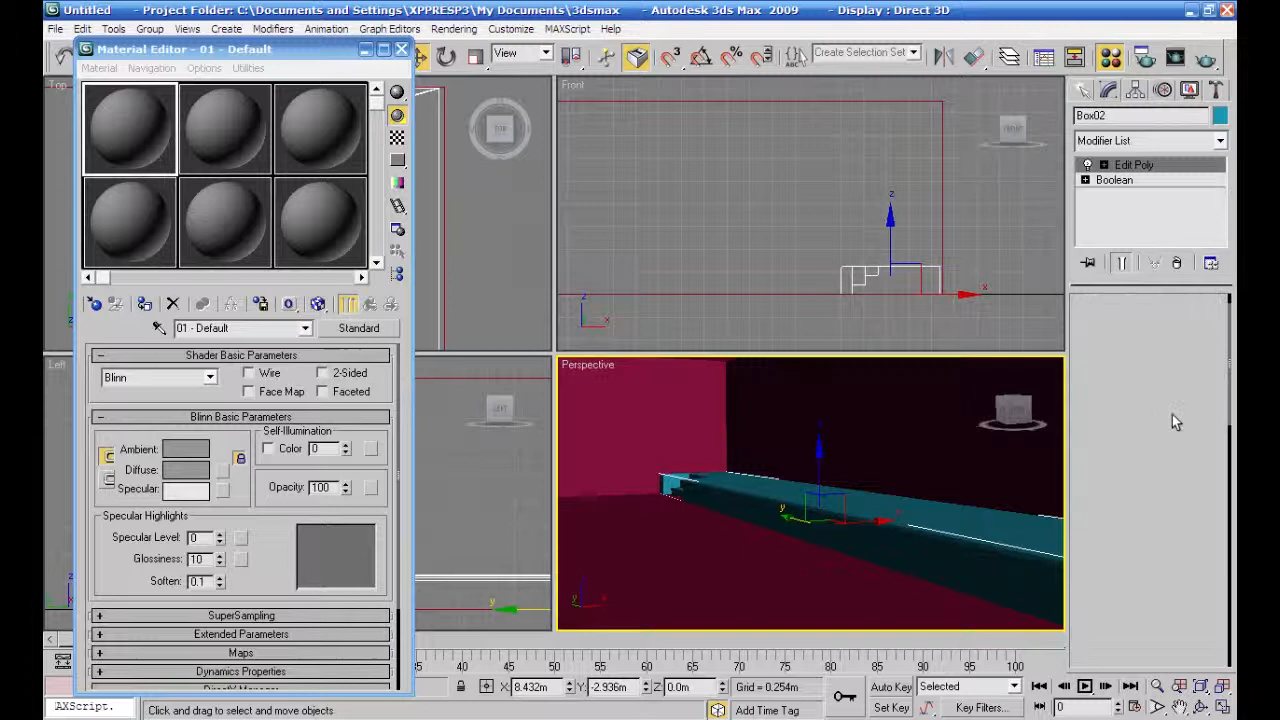 Untitled - Project Folder: C:\Documents and Settings\XPPRESP3\My Documents\3dsmax - Autodesk 3ds Max 2009 - Display : Direct 3D
File Edit Tools Group Views Create Modifiers Animation Graph Editors Rendering Customize MAXScript Help
Material Editor - 01 - Default
View
Create Selection Set
Material Navigation Options Utilities
Top
TOP
Front
FRONT
z
x
z
x
Box02
Modifier List
Edit Poly
Boolean
01 - Default
Standard
Shader Basic Parameters
Blinn
Wire
2-Sided
Face Map
Faceted
Blinn Basic Parameters
Self-Illumination
Ambient:
Color 0
Diffuse:
Specular:
Opacity: 100
Specular Highlights
Specular Level: 0
Glossiness: 10
Soften: 0.1
SuperSampling
Extended Parameters
Maps
Dynamics Properties
DirectX Manager
Left
LEFT
y
Perspective
y
x
y
x
35 40 45 50 55 60 65 70 75 80 85 90 95 100
X: 8.432m Y: -2.936m Z: 0.0m Grid = 0.254m
Auto Key
Selected
AXScript.
Click and drag to select and move objects
Add Time Tag
Set Key
Key Filters...
0